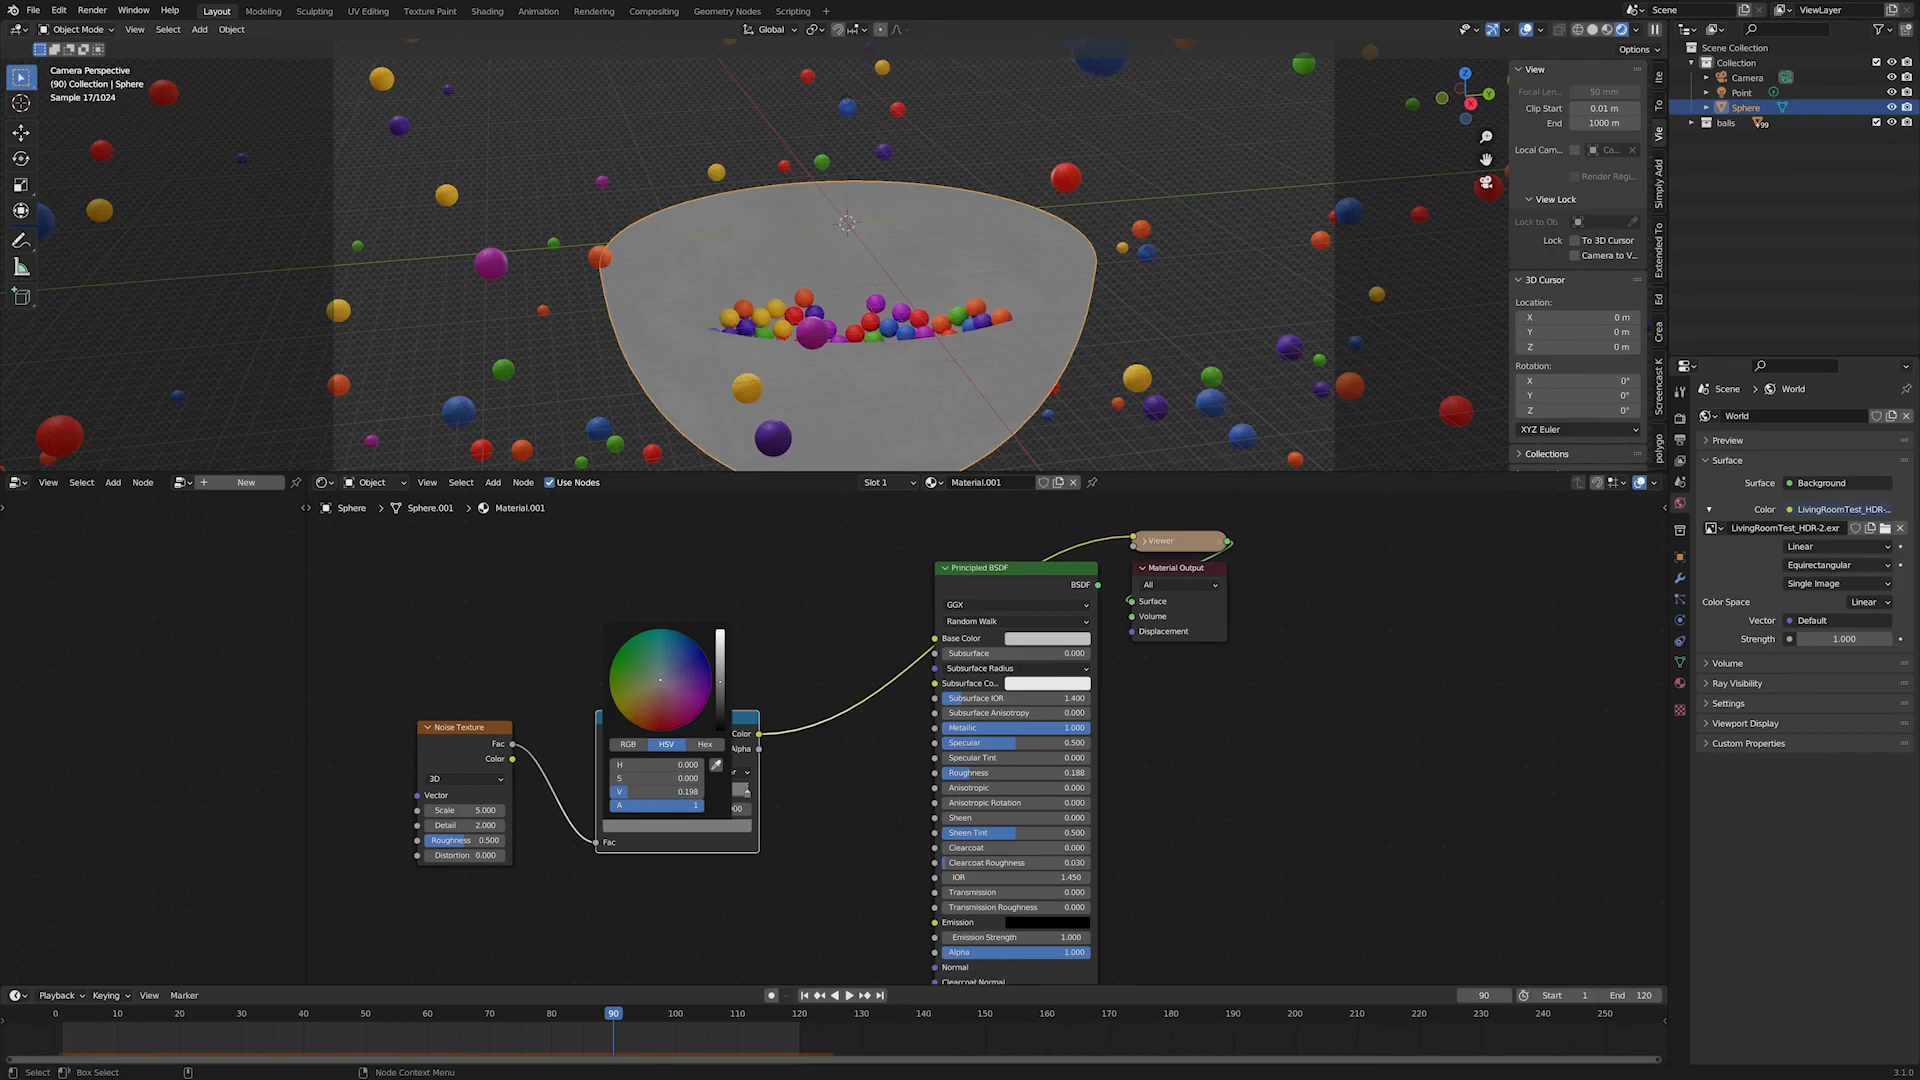 File Edit Render Window Help Layout Modeling Sculpting UV Editing Texture Paint Shading Animation Rendering Compositing Geometry Nodes Scripting + Scene ViewLayer
Object Mode View Select Add Object Global
Options
Camera Perspective
(90) Collection | Sphere
Sample 17/1024
View
Focal Len... 50 mm
Clip Start 0.01 m
End 1000 m
Local Cam... Ca...
Render Regi...
View Lock
Lock to Ob
Lock To 3D Cursor
Camera to V...
3D Cursor
Location:
X 0 m
Y 0 m
Z 0 m
Rotation:
X 0°
Y 0°
Z 0°
XYZ Euler
Collections
Ite
To
Vie
Simply Add
Extended To
Ed
Crea
Screencast K
polygo
Z
Y
X
Scene Collection
Collection
Camera
Point
Sphere
balls 99
Scene > World
World
Preview
Surface
Surface Background
Color LivingRoomTest_HDR-...
LivingRoomTest_HDR-2.exr
Linear
Equirectangular
Single Image
Color Space Linear
Vector Default
Strength 1.000
Volume
Ray Visibility
Settings
Viewport Display
Custom Properties
View Select Add Node + New
Object View Select Add Node Use Nodes Slot 1 Material.001
Sphere > Sphere.001 > Material.001
Noise Texture
Fac
Color
3D
Vector
Scale 5.000
Detail 2.000
Roughness 0.500
Distortion 0.000
RGB HSV Hex
H 0.000
S 0.000
V 0.198
A 1
Color
Alpha
Fac
Principled BSDF
BSDF
GGX
Random Walk
Base Color
Subsurface 0.000
Subsurface Radius
Subsurface Co...
Subsurface IOR 1.400
Subsurface Anisotropy 0.000
Metallic 1.000
Specular 0.500
Specular Tint 0.000
Roughness 0.188
Anisotropic 0.000
Anisotropic Rotation 0.000
Sheen 0.000
Sheen Tint 0.500
Clearcoat 0.000
Clearcoat Roughness 0.030
IOR 1.450
Transmission 0.000
Transmission Roughness 0.000
Emission
Emission Strength 1.000
Alpha 1.000
Normal
Clearcoat Normal
Viewer
Material Output
All
Surface
Volume
Displacement
Playback Keying View Marker 90 Start 1 End 120
0 10 20 30 40 50 60 70 80 90 100 110 120 130 140 150 160 170 180 190 200 210 220 230 240 250
Select Box Select Node Context Menu 3.1.0